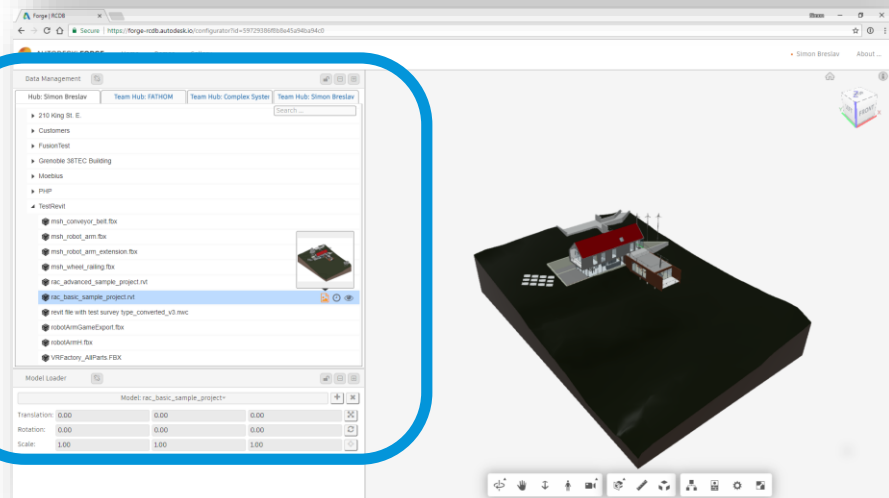 Forge | RCDB
Secure | https://forge-rcdb.autodesk.io/configurator?id=59729386f0b8e45a94ba94c0
Simon Breslav About ...
Data Management
Hub: Simon Breslav Team Hub: FATHOM Team Hub: Complex Syster Team Hub: Simon Breslav
Search ...
210 King St. E.
Customers
FusionTest
Grenoble 38TEC Building
Moebius
PHP
TestRevit
msh_conveyor_belt.fbx
msh_robot_arm.fbx
msh_robot_arm_extension.fbx
msh_wheel_railing.fbx
rac_advanced_sample_project.rvt
rac_basic_sample_project.rvt
revit file with test survey type_converted_v3.nwc
robotArmGameExport.fbx
robotArmH.fbx
VRFactory_AllParts.FBX
Model Loader
Model: rac_basic_sample_project
Translation: 0.00 0.00 0.00
Rotation: 0.00 0.00 0.00
Scale: 1.00 1.00 1.00
FRONT